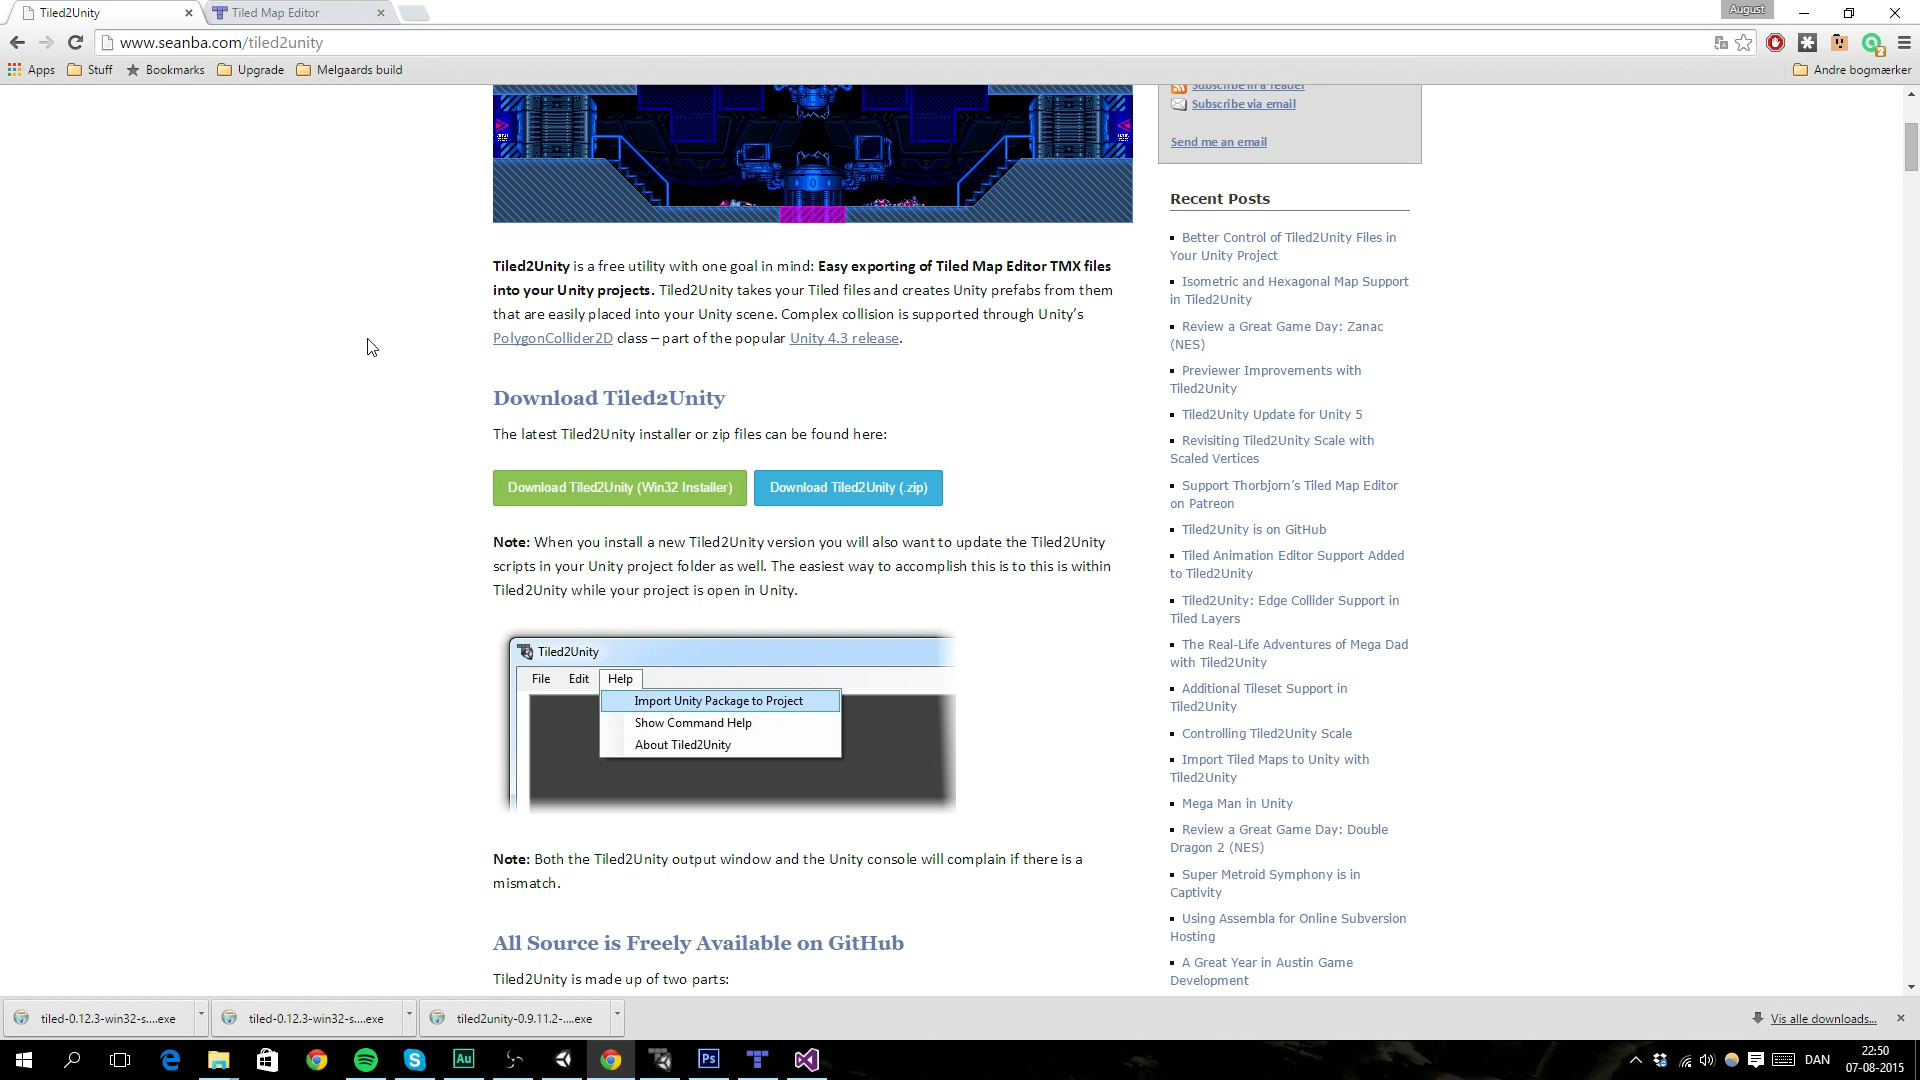 Tiled2Unity
Tiled Map Editor
August
www.seanba.com/tiled2unity
Apps
Stuff
Bookmarks
Upgrade
Melgaards build
Andre bogmærker
Subscribe in a reader
Subscribe via email
Send me an email
Tiled2Unity is a free utility with one goal in mind: Easy exporting of Tiled Map Editor TMX files
into your Unity projects. Tiled2Unity takes your Tiled files and creates Unity prefabs from them
that are easily placed into your Unity scene. Complex collision is supported through Unity’s
PolygonCollider2D class – part of the popular Unity 4.3 release.
Download Tiled2Unity
The latest Tiled2Unity installer or zip files can be found here:
Download Tiled2Unity (Win32 Installer)
Download Tiled2Unity (.zip)
Note: When you install a new Tiled2Unity version you will also want to update the Tiled2Unity
scripts in your Unity project folder as well. The easiest way to accomplish this is to this is within
Tiled2Unity while your project is open in Unity.
Tiled2Unity
File Edit Help
Import Unity Package to Project
Show Command Help
About Tiled2Unity
Note: Both the Tiled2Unity output window and the Unity console will complain if there is a
mismatch.
All Source is Freely Available on GitHub
Tiled2Unity is made up of two parts:
Recent Posts
Better Control of Tiled2Unity Files in
Your Unity Project
Isometric and Hexagonal Map Support
in Tiled2Unity
Review a Great Game Day: Zanac
(NES)
Previewer Improvements with
Tiled2Unity
Tiled2Unity Update for Unity 5
Revisiting Tiled2Unity Scale with
Scaled Vertices
Support Thorbjorn’s Tiled Map Editor
on Patreon
Tiled2Unity is on GitHub
Tiled Animation Editor Support Added
to Tiled2Unity
Tiled2Unity: Edge Collider Support in
Tiled Layers
The Real-Life Adventures of Mega Dad
with Tiled2Unity
Additional Tileset Support in
Tiled2Unity
Controlling Tiled2Unity Scale
Import Tiled Maps to Unity with
Tiled2Unity
Mega Man in Unity
Review a Great Game Day: Double
Dragon 2 (NES)
Super Metroid Symphony is in
Captivity
Using Assembla for Online Subversion
Hosting
A Great Year in Austin Game
Development
tiled-0.12.3-win32-s....exe
tiled-0.12.3-win32-s....exe
tiled2unity-0.9.11.2-....exe
Vis alle downloads...
Au
Ps
DAN
22:50
07-08-2015